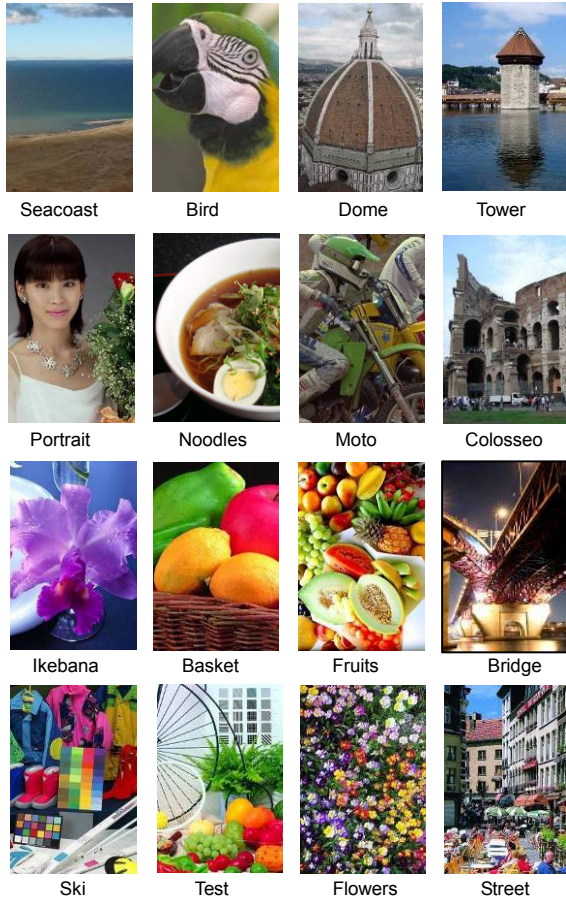 Seacoast Bird Dome Tower
Portrait Noodles Moto Colosseo
Ikebana Basket Fruits Bridge
Ski Test Flowers Street